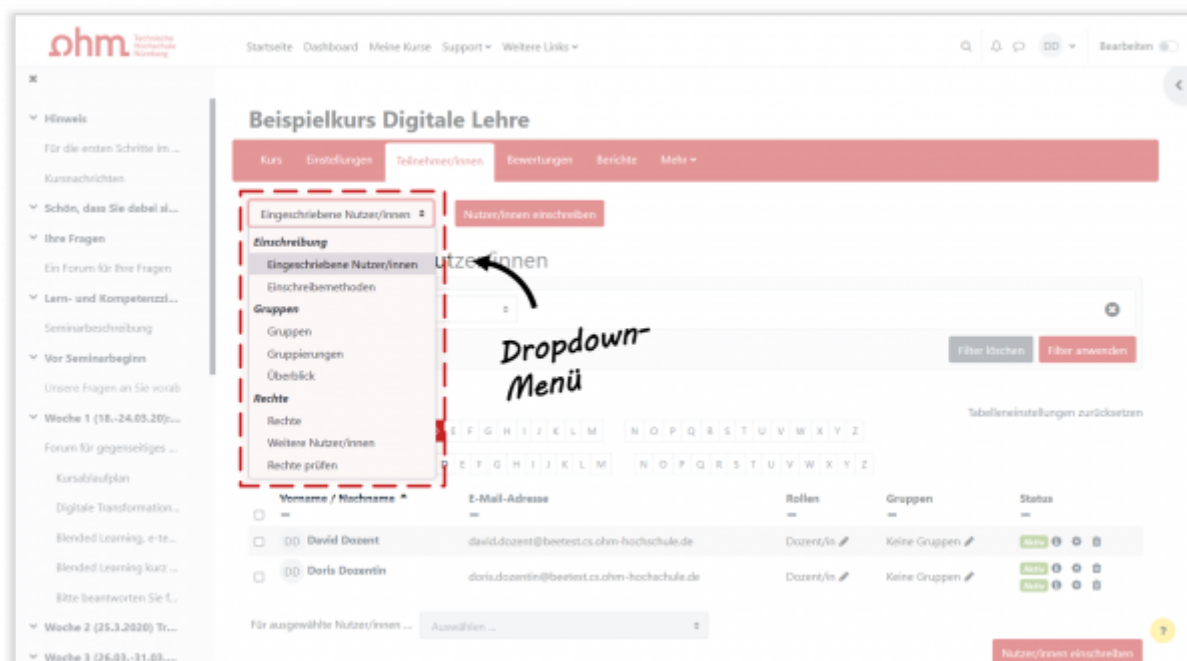 ohm Technische
Hochschule
Nürnberg
Startseite Dashboard Meine Kurse Support Weitere Links
DD Bearbeiten
Hinweis
Für die ersten Schritte im ...
Kursnachrichten
Schön, dass Sie dabei si...
Ihre Fragen
Ein Forum für Ihre Fragen
Lern- und Kompetenzzi...
Seminarbeschreibung
Vor Seminarbeginn
Unsere Fragen an Sie vorab
Woche 1 (18.-24.03.20):...
Forum für gegenseitiges ...
Kursablaufplan
Digitale Transformation...
Blended Learning, e-te...
Blended Learning kurz ...
Bitte beantworten Sie f...
Woche 2 (25.3.2020) Tr...
Woche 3 (26.03.-31.03....
Beispielkurs Digitale Lehre
Kurs Einstellungen Teilnehmer/innen Bewertungen Berichte Mehr
Eingeschriebene Nutzer/innen
Nutzer/innen einschreiben
Einschreibung
Eingeschriebene Nutzer/innen
Einschreibemethoden
Gruppen
Gruppen
Gruppierungen
Überblick
Rechte
Rechte
Weitere Nutzer/innen
Rechte prüfen
utzer/innen
Dropdown-
Menü
Filter löschen Filter anwenden
Tabelleneinstellungen zurücksetzen
E F G H I J K L M N O P Q R S T U V W X Y Z
D E F G H I J K L M N O P Q R S T U V W X Y Z
Vorname / Nachname E-Mail-Adresse Rollen Gruppen Status
DD David Dozent david.dozent@beetest.cs.ohm-hochschule.de Dozent/in Keine Gruppen Aktiv
DD Doris Dozentin doris.dozentin@beetest.cs.ohm-hochschule.de Dozent/in Keine Gruppen Aktiv
Aktiv
Für ausgewählte Nutzer/innen ... Auswählen ...
?
Nutzer/innen einschreiben